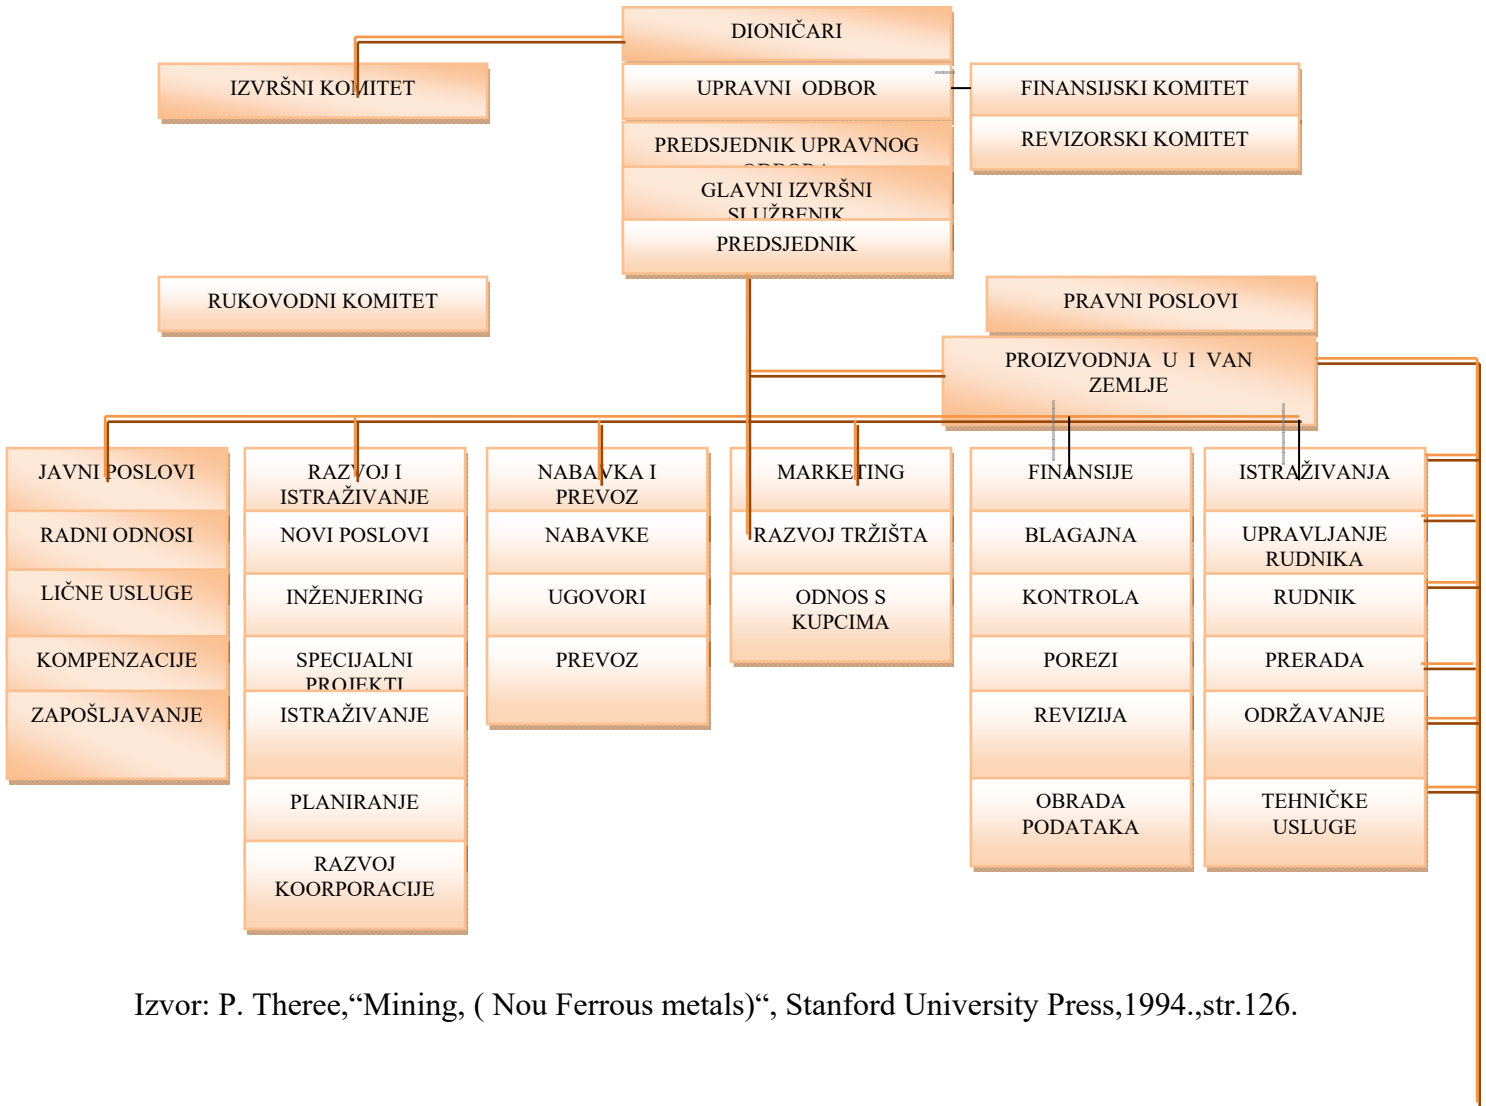 DIONIČARI
IZVRŠNI KOMITET
UPRAVNI ODBOR
FINANSIJSKI KOMITET
REVIZORSKI KOMITET
PREDSJEDNIK UPRAVNOG
ODBORA
GLAVNI IZVRŠNI
SLUŽBENIK
PREDSJEDNIK
RUKOVODNI KOMITET
PRAVNI POSLOVI
PROIZVODNJA U I VAN
ZEMLJE
JAVNI POSLOVI
RADNI ODNOSI
LIČNE USLUGE
KOMPENZACIJE
ZAPOŠLJAVANJE
RAZVOJ I
ISTRAŽIVANJE
NOVI POSLOVI
INŽENJERING
SPECIJALNI
PROJEKTI
ISTRAŽIVANJE
PLANIRANJE
RAZVOJ
KOORPORACIJE
NABAVKA I
PREVOZ
NABAVKE
UGOVORI
PREVOZ
MARKETING
RAZVOJ TRŽIŠTA
ODNOS S
KUPCIMA
FINANSIJE
BLAGAJNA
KONTROLA
POREZI
REVIZIJA
OBRADA
PODATAKA
ISTRAŽIVANJA
UPRAVLJANJE
RUDNIKA
RUDNIK
PRERADA
ODRŽAVANJE
TEHNIČKE
USLUGE
Izvor: P. Theree,“Mining, ( Nou Ferrous metals)“, Stanford University Press,1994.,str.126.